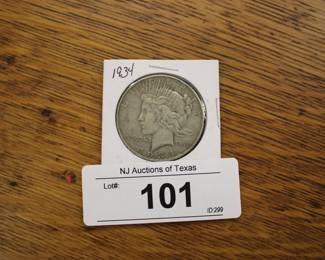 1934
NJ Auctions of Texas
Lot#:
101
ID:299